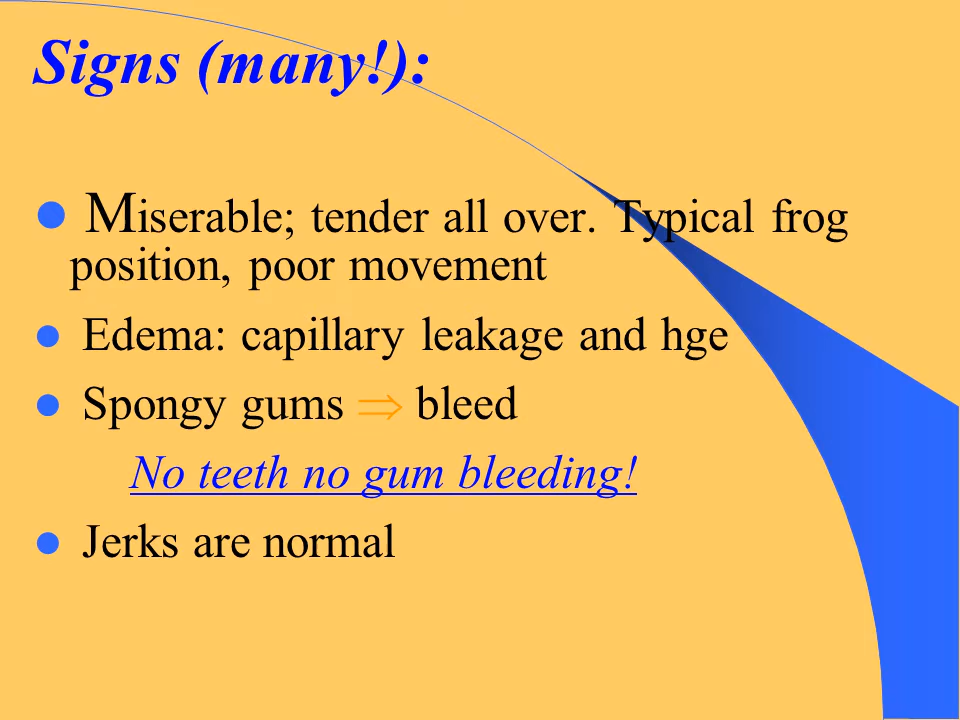 Signs (many!):
Miserable; tender all over. Typical frog
position, poor movement
Edema: capillary leakage and hge
Spongy gums ⇒ bleed
No teeth no gum bleeding!
Jerks are normal